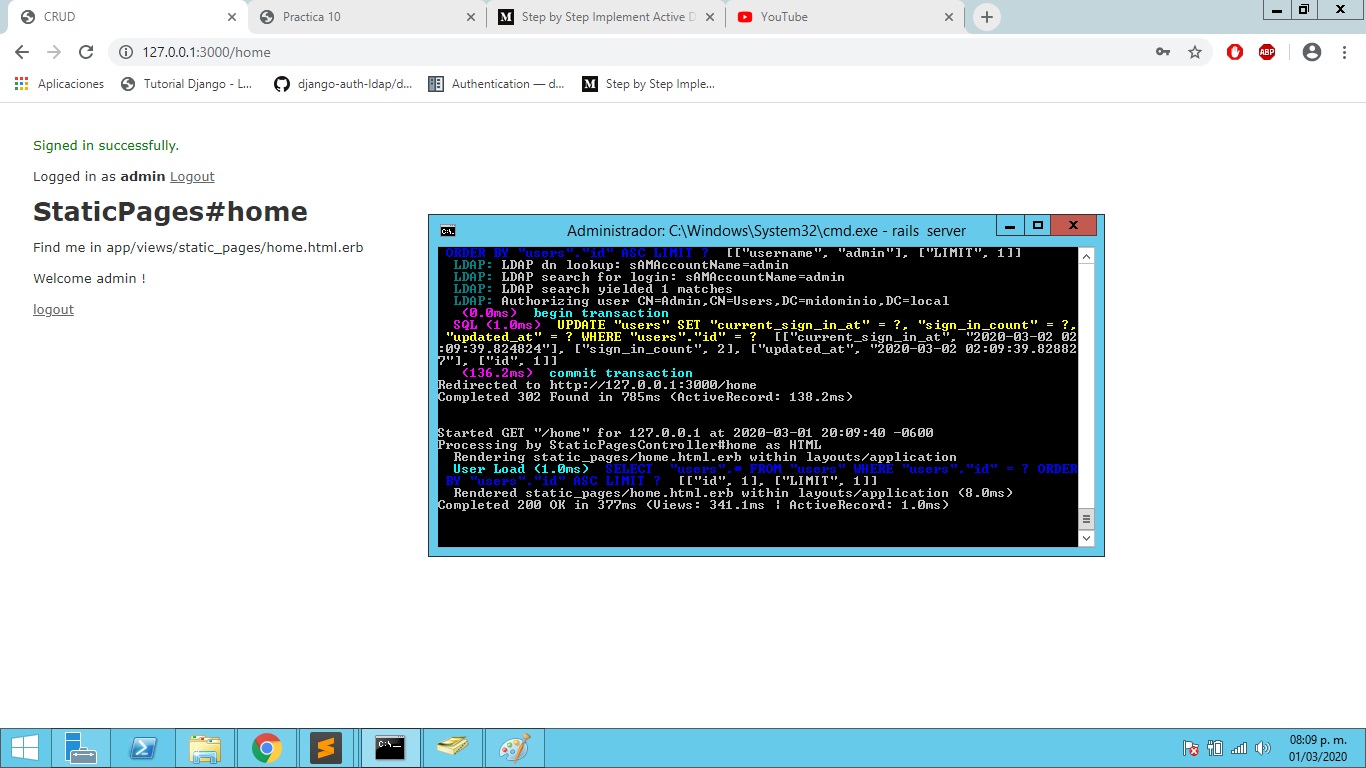 CRUD
Practica 10
Step by Step Implement Active D
YouTube
127.0.0.1:3000/home
ABP
Aplicaciones
Tutorial Django - L...
django-auth-ldap/d...
Authentication — d...
Step by Step Imple...
Signed in successfully.
Logged in as admin Logout
StaticPages#home
Find me in app/views/static_pages/home.html.erb
Welcome admin !
logout
Administrador: C:\Windows\System32\cmd.exe - rails server
ORDER BY "users"."id" ASC LIMIT ?  [["username", "admin"], ["LIMIT", 1]]
LDAP: LDAP dn lookup: sAMAccountName=admin
LDAP: LDAP search for login: sAMAccountName=admin
LDAP: LDAP search yielded 1 matches
LDAP: Authorizing user CN=Admin,CN=Users,DC=midominio,DC=local
(0.0ms)  begin transaction
SQL (1.0ms)  UPDATE "users" SET "current_sign_in_at" = ?, "sign_in_count" = ?,
"updated_at" = ? WHERE "users"."id" = ?  [["current_sign_in_at", "2020-03-02 02
:09:39.824824"], ["sign_in_count", 2], ["updated_at", "2020-03-02 02:09:39.82882
7"], ["id", 1]]
(136.2ms)  commit transaction
Redirected to http://127.0.0.1:3000/home
Completed 302 Found in 785ms (ActiveRecord: 138.2ms)
Started GET "/home" for 127.0.0.1 at 2020-03-01 20:09:40 -0600
Processing by StaticPagesController#home as HTML
Rendering static_pages/home.html.erb within layouts/application
User Load (1.0ms)  SELECT  "users".* FROM "users" WHERE "users"."id" = ? ORDER
BY "users"."id" ASC LIMIT ?  [["id", 1], ["LIMIT", 1]]
Rendered static_pages/home.html.erb within layouts/application (8.0ms)
Completed 200 OK in 377ms (Views: 341.1ms ¦ ActiveRecord: 1.0ms)
08:09 p. m.
01/03/2020